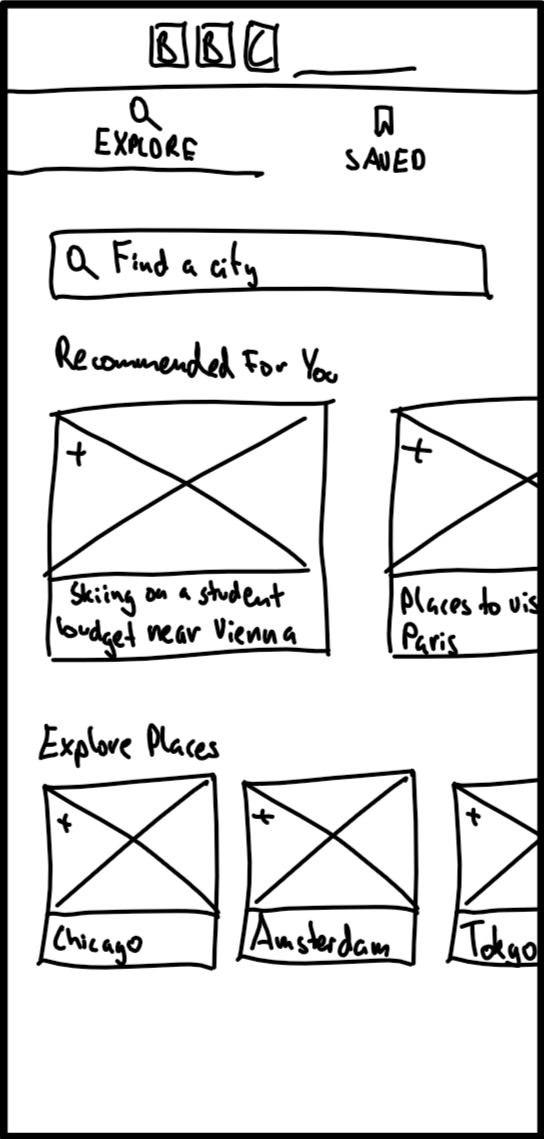 BBC
EXPLORE
SAVED
Find a city
Recommended For You
+
+
Skiing on a student
budget near Vienna
Places to vis
Paris
Explore Places
+
+
+
Chicago
Amsterdam
Tokyo